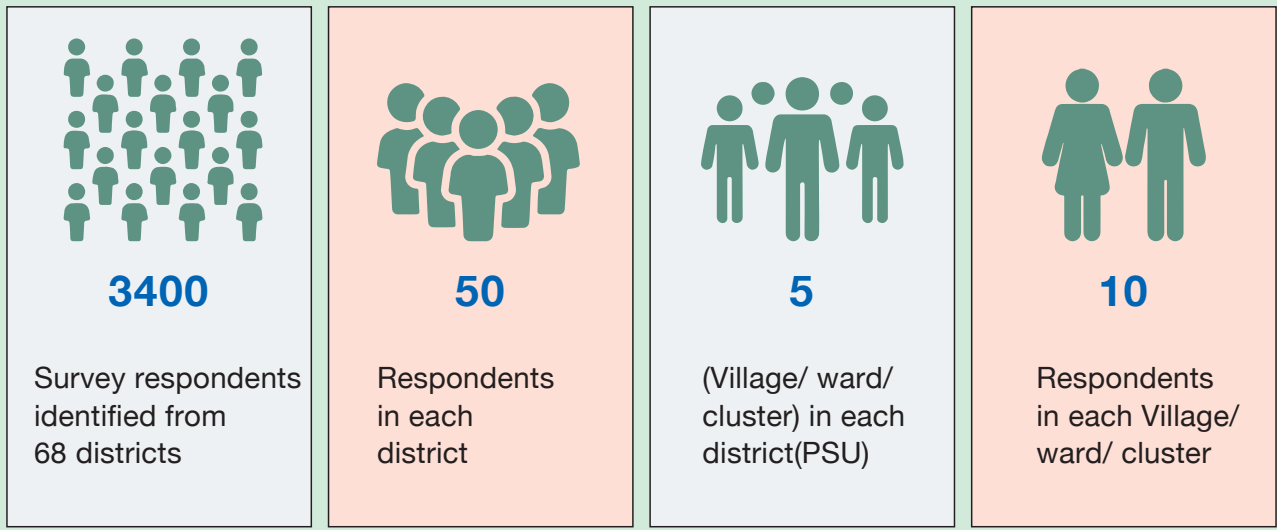 3400
Survey respondents
identified from
68 districts
50
Respondents
in each
district
5
(Village/ ward/
cluster) in each
district(PSU)
10
Respondents
in each Village/
ward/ cluster